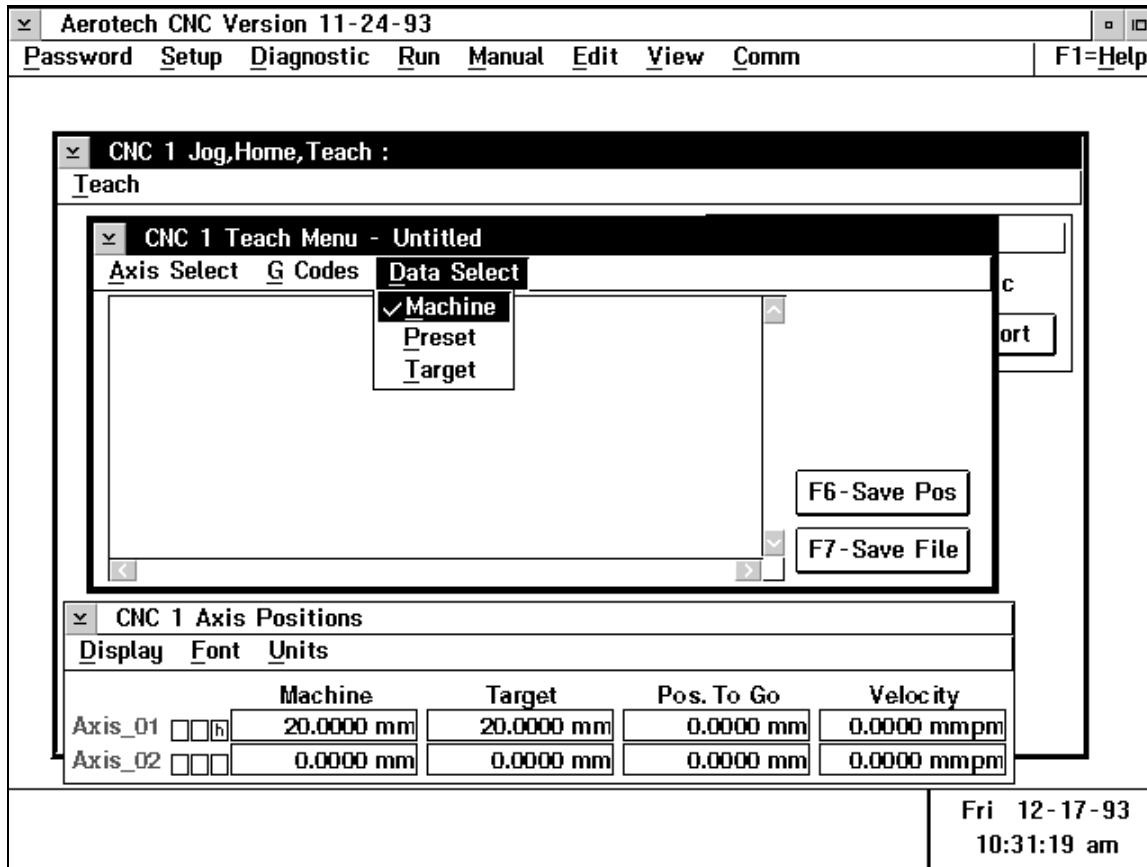 Aerotech CNC Version 11-24-93
Password Setup Diagnostic Run Manual Edit View Comm F1=Help
CNC 1 Jog,Home,Teach :
Teach
CNC 1 Teach Menu - Untitled
Axis Select G Codes Data Select
c
✓Machine
ort
Preset
Target
F6-Save Pos
F7-Save File
CNC 1 Axis Positions
Display Font Units
Machine Target Pos. To Go Velocity
Axis_01 h 20.0000 mm 20.0000 mm 0.0000 mm 0.0000 mmpm
Axis_02 0.0000 mm 0.0000 mm 0.0000 mm 0.0000 mmpm
Fri 12-17-93
10:31:19 am